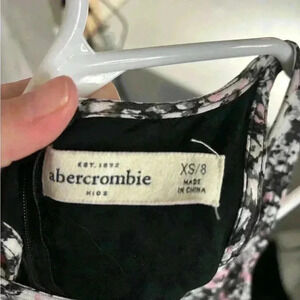 EST. 1892
abercrombie
KIDS
XS/8
MADE
IN CHINA